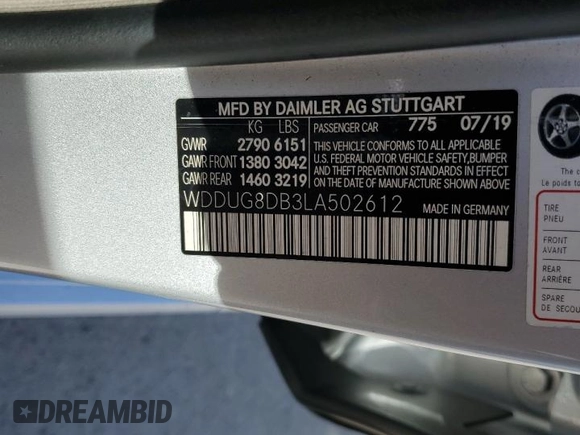 MFD BY DAIMLER AG STUTTGART
KG LBS
PASSENGER CAR 775 07/19
GVWR 2790 6151
GAWR FRONT 1380 3042
GAWR REAR 1460 3219
THIS VEHICLE CONFORMS TO ALL APPLICABLE
U.S. FEDERAL MOTOR VEHICLE SAFETY,BUMPER
AND THEFT PREVENTION STANDARDS IN EFFECT
ON THE DATE OF MANUFACTURE SHOWN ABOVE.
WDDUG8DB3LA502612
MADE IN GERMANY
The c
Le poids t
TIRE
PNEU
FRONT
AVANT
REAR
ARRIÈRE
SPARE
DE SECOU
DREAMBID